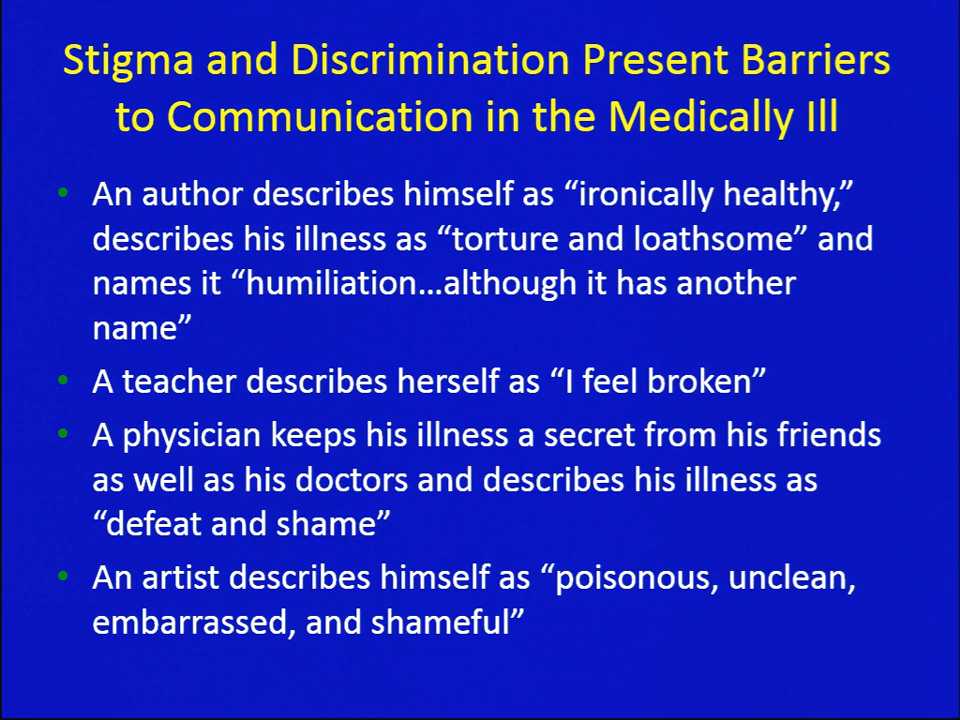 Stigma and Discrimination Present Barriers
to Communication in the Medically Ill
• An author describes himself as “ironically healthy,”
describes his illness as “torture and loathsome” and
names it “humiliation…although it has another
name”
• A teacher describes herself as “I feel broken”
• A physician keeps his illness a secret from his friends
as well as his doctors and describes his illness as
“defeat and shame”
• An artist describes himself as “poisonous, unclean,
embarrassed, and shameful”